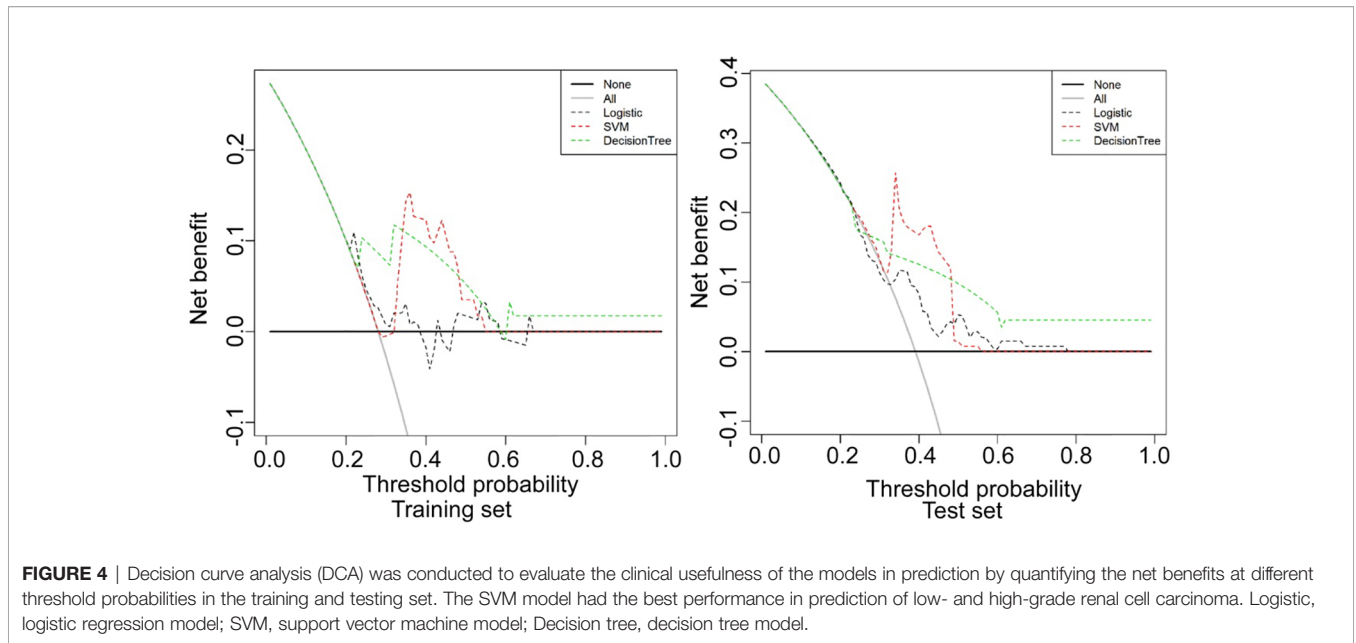 None
All
Logistic
SVM
DecisionTree
Net benefit
0.2
0.1
0.0
-0.1
0.0 0.2 0.4 0.6 0.8 1.0
Threshold probability
Training set
None
All
Logistic
SVM
DecisionTree
Net benefit
0.4
0.3
0.2
0.1
0.0
-0.1
0.0 0.2 0.4 0.6 0.8 1.0
Threshold probability
Test set
FIGURE 4 | Decision curve analysis (DCA) was conducted to evaluate the clinical usefulness of the models in prediction by quantifying the net benefits at different
threshold probabilities in the training and testing set. The SVM model had the best performance in prediction of low- and high-grade renal cell carcinoma. Logistic,
logistic regression model; SVM, support vector machine model; Decision tree, decision tree model.